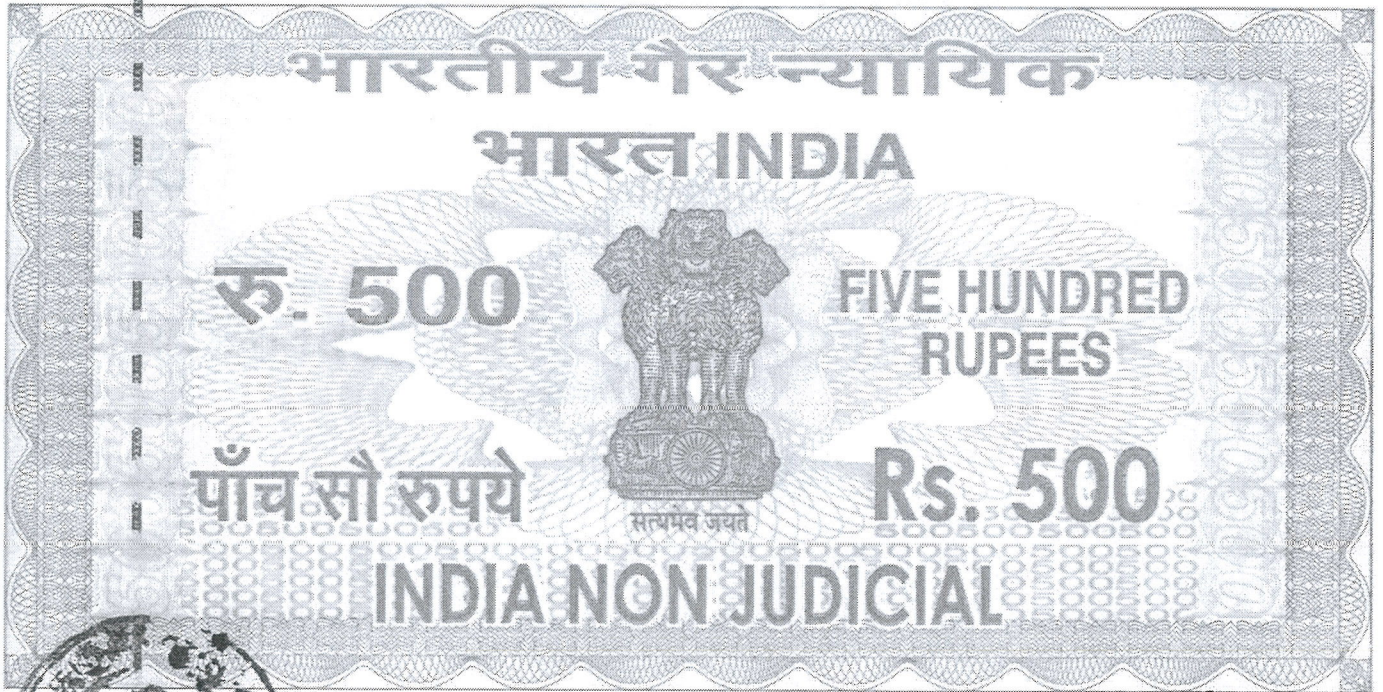 भारतीय गैर न्यायिक
भारत INDIA
रु. 500
FIVE HUNDRED
RUPEES
पाँच सौ रुपये
Rs. 500
सत्यमेव जयते
INDIA NON JUDICIAL